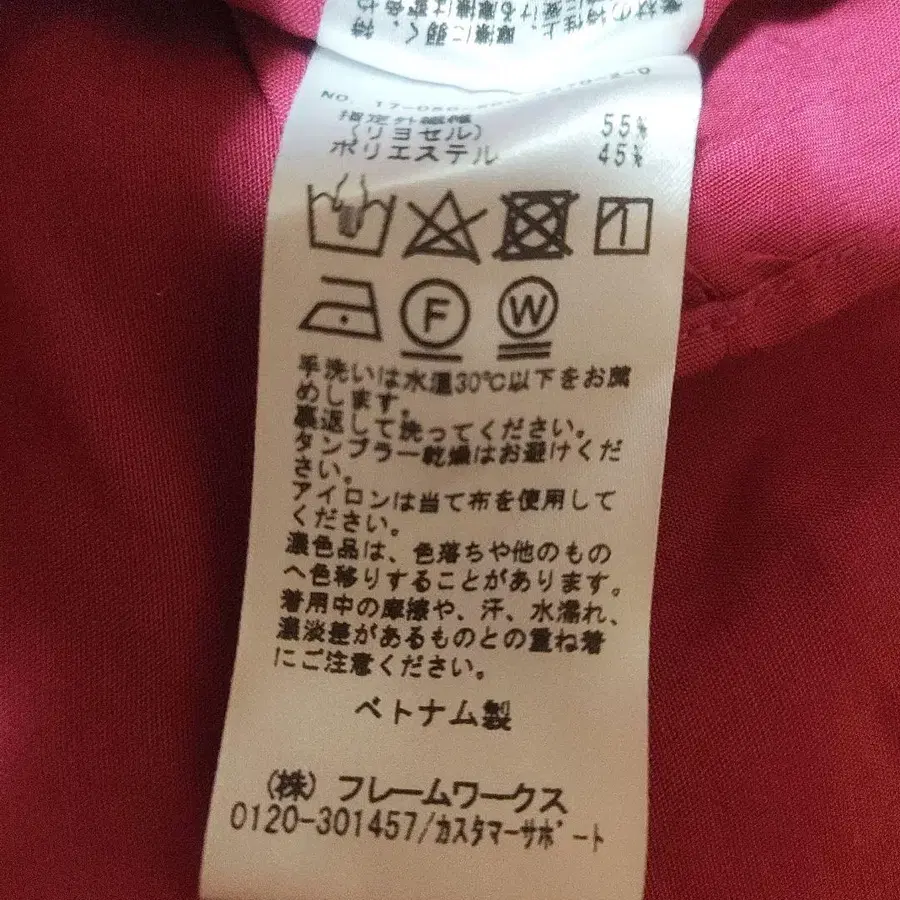 摩擦に弱く
NO. 17-050-
指定外繊維
(リヨセル) 55%
ポリエステル 45%
F W
手洗いは水温30℃以下をお薦
めします。
裏返して洗ってください。
タンブラー乾燥はお避けくだ
さい。
アイロンは当て布を使用して
ください。
濃色品は、色落ちや他のもの
へ色移りすることがあります。
着用中の摩擦や、汗、水濡れ、
濃淡差があるものとの重ね着
にご注意ください。
ベトナム製
(株) フレームワークス
0120-301457/カスタマーサポート